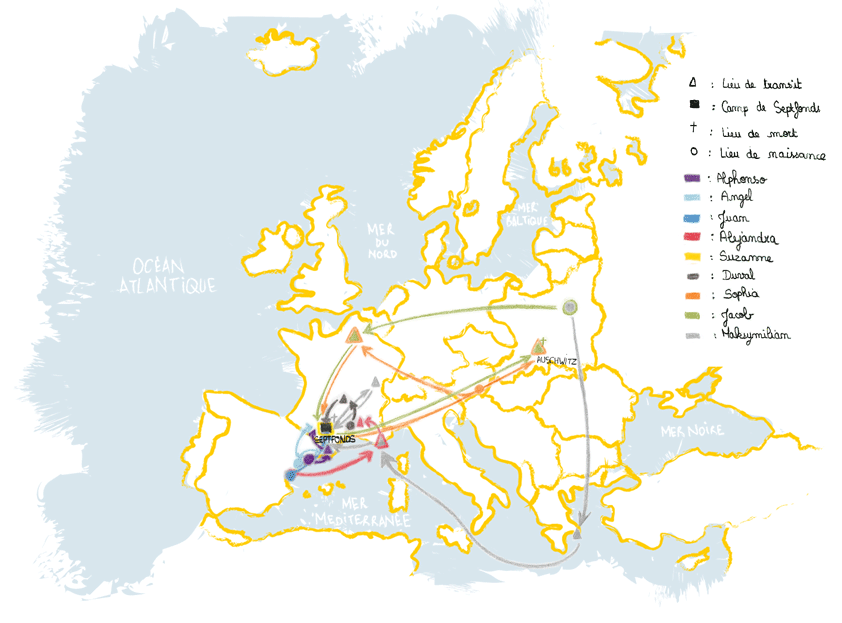 : Lieu de transit
: Camp de Septfonds
: Lieu de mort
: Lieu de naissance
: Alphonso
: Angel
: Juan
: Alejandra
: Suzanne
: Durval
: Sophia
: Jacob
: Maksymilian
MER BALTIQUE
MER DU NORD
OCÉAN ATLANTIQUE
AUSCHWITZ
SEPTFONDS
MER NOIRE
MER MÉDITERRANÉE